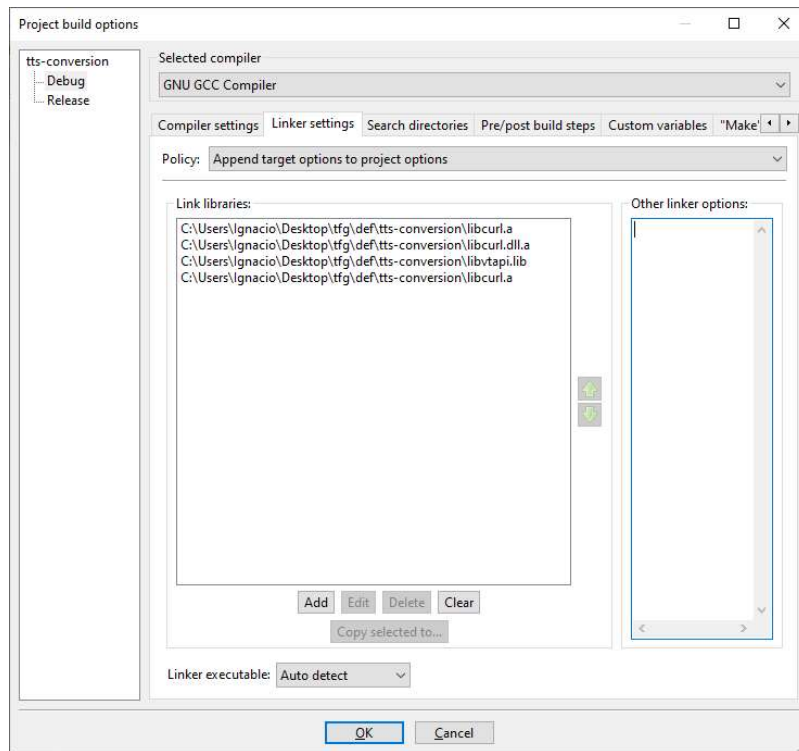 Project build options
tts-conversion
Debug
Release
Selected compiler
GNU GCC Compiler
Compiler settings Linker settings Search directories Pre/post build steps Custom variables "Make'
Policy: Append target options to project options
Link libraries:
C:\Users\Ignacio\Desktop\tfg\def\tts-conversion\libcurl.a
C:\Users\Ignacio\Desktop\tfg\def\tts-conversion\libcurl.dll.a
C:\Users\Ignacio\Desktop\tfg\def\tts-conversion\libvtapi.lib
C:\Users\Ignacio\Desktop\tfg\def\tts-conversion\libcurl.a
Other linker options:
Add Edit Delete Clear
Copy selected to...
Linker executable: Auto detect
OK Cancel